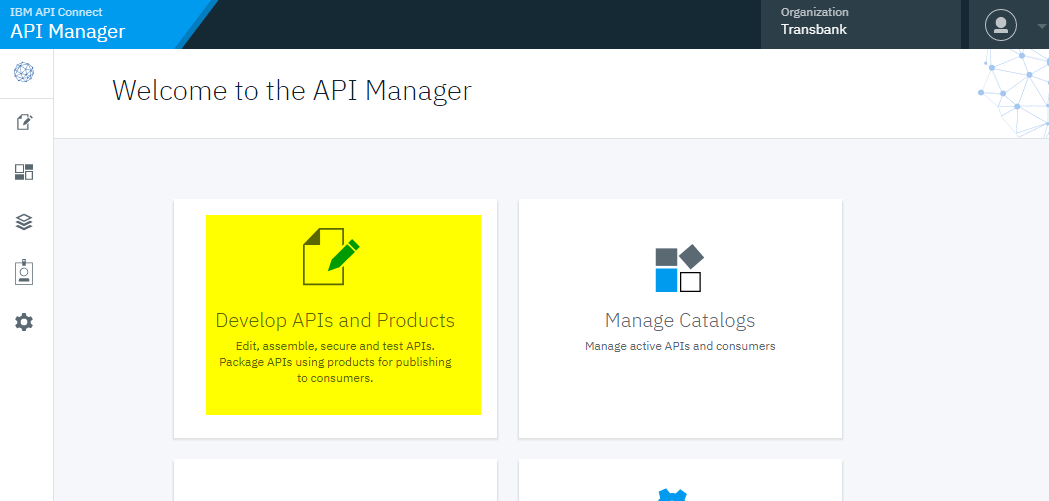 IBM API Connect
API Manager
Organization
Transbank
Welcome to the API Manager
Develop APIs and Products
Edit, assemble, secure and test APIs.
Package APIs using products for publishing
to consumers.
Manage Catalogs
Manage active APIs and consumers